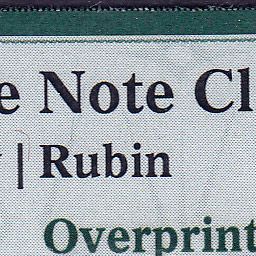 e Note Cl
| Rubin
Overprint